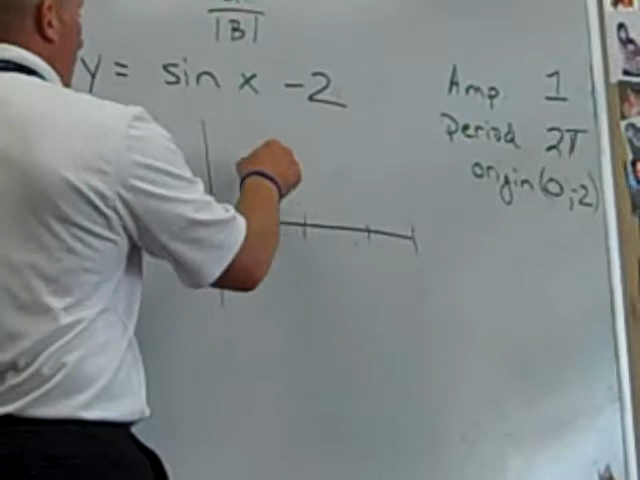 |B|
y = sin x -2
Amp 1
Period 2π
origin (0,-2)